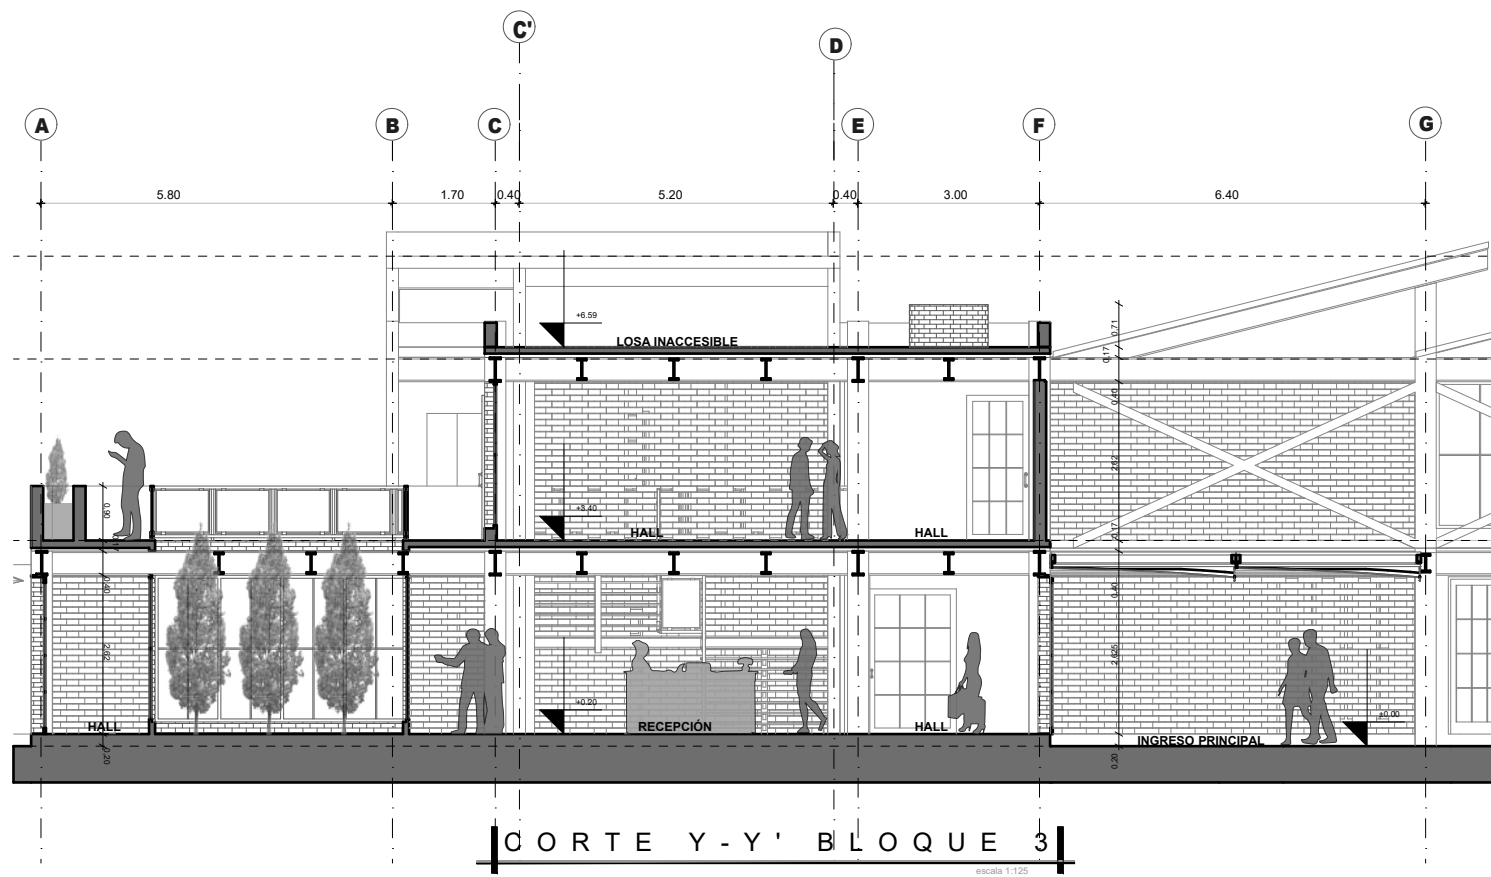 C'
D
A B C E F G
5.80 1.70 0.40 5.20 0.40 3.00 6.40
+6.59
LOSA INACCESIBLE
0.71
0.17
0.40
2.62
0.17
0.40
2.625
0.20
+3.40
HALL
HALL
0.90
0.40
2.62
0.20
+0.20
HALL
RECEPCIÓN
HALL
±0.00
INGRESO PRINCIPAL
CORTE Y-Y' BLOQUE 3
escala 1:125